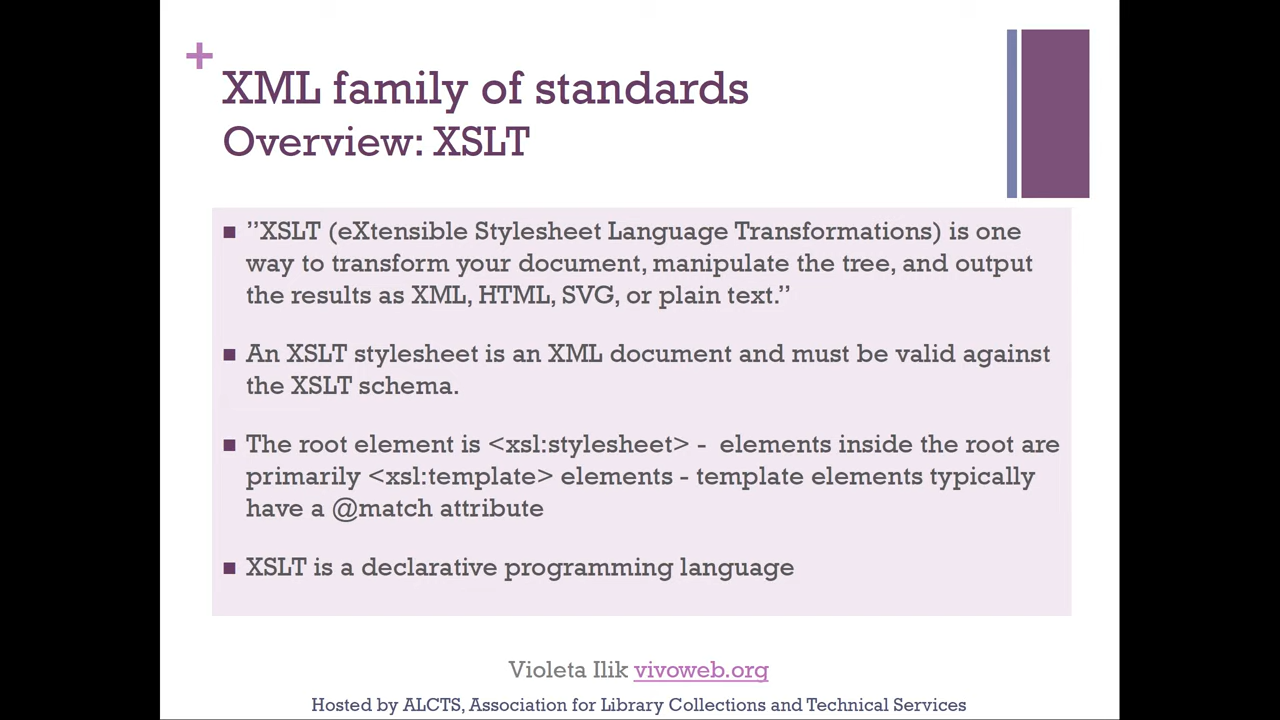 +
XML family of standards
Overview: XSLT
■ ”XSLT (eXtensible Stylesheet Language Transformations) is one
way to transform your document, manipulate the tree, and output
the results as XML, HTML, SVG, or plain text.”
■ An XSLT stylesheet is an XML document and must be valid against
the XSLT schema.
■ The root element is <xsl:stylesheet> -  elements inside the root are
primarily <xsl:template> elements - template elements typically
have a @match attribute
■ XSLT is a declarative programming language
Violeta Ilik vivoweb.org
Hosted by ALCTS, Association for Library Collections and Technical Services